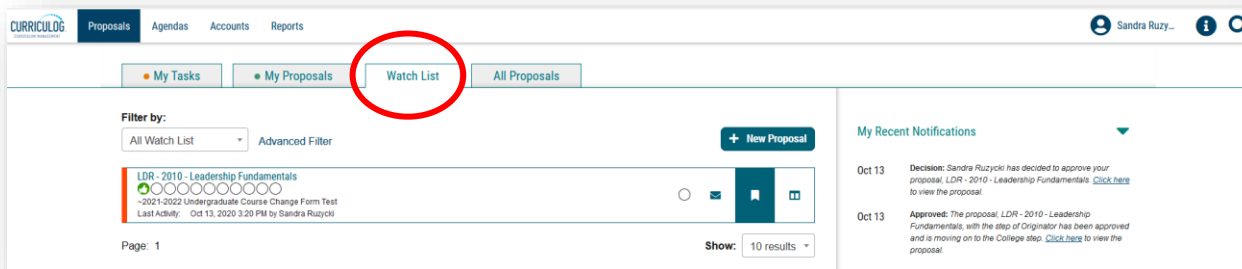 CURRICULOG
CURRICULUM MANAGEMENT
Proposals Agendas Accounts Reports
Sandra Ruzy...
My Tasks
My Proposals
Watch List
All Proposals
Filter by:
All Watch List
Advanced Filter
+ New Proposal
LDR - 2010 - Leadership Fundamentals
~2021-2022 Undergraduate Course Change Form Test
Last Activity: Oct 13, 2020 3:20 PM by Sandra Ruzycki
Page: 1
Show: 10 results
My Recent Notifications
Oct 13
Decision: Sandra Ruzycki has decided to approve your
proposal, LDR - 2010 - Leadership Fundamentals. Click here
to view the proposal.
Oct 13
Approved: The proposal, LDR - 2010 - Leadership
Fundamentals, with the step of Originator has been approved
and is moving on to the College step. Click here to view the
proposal.